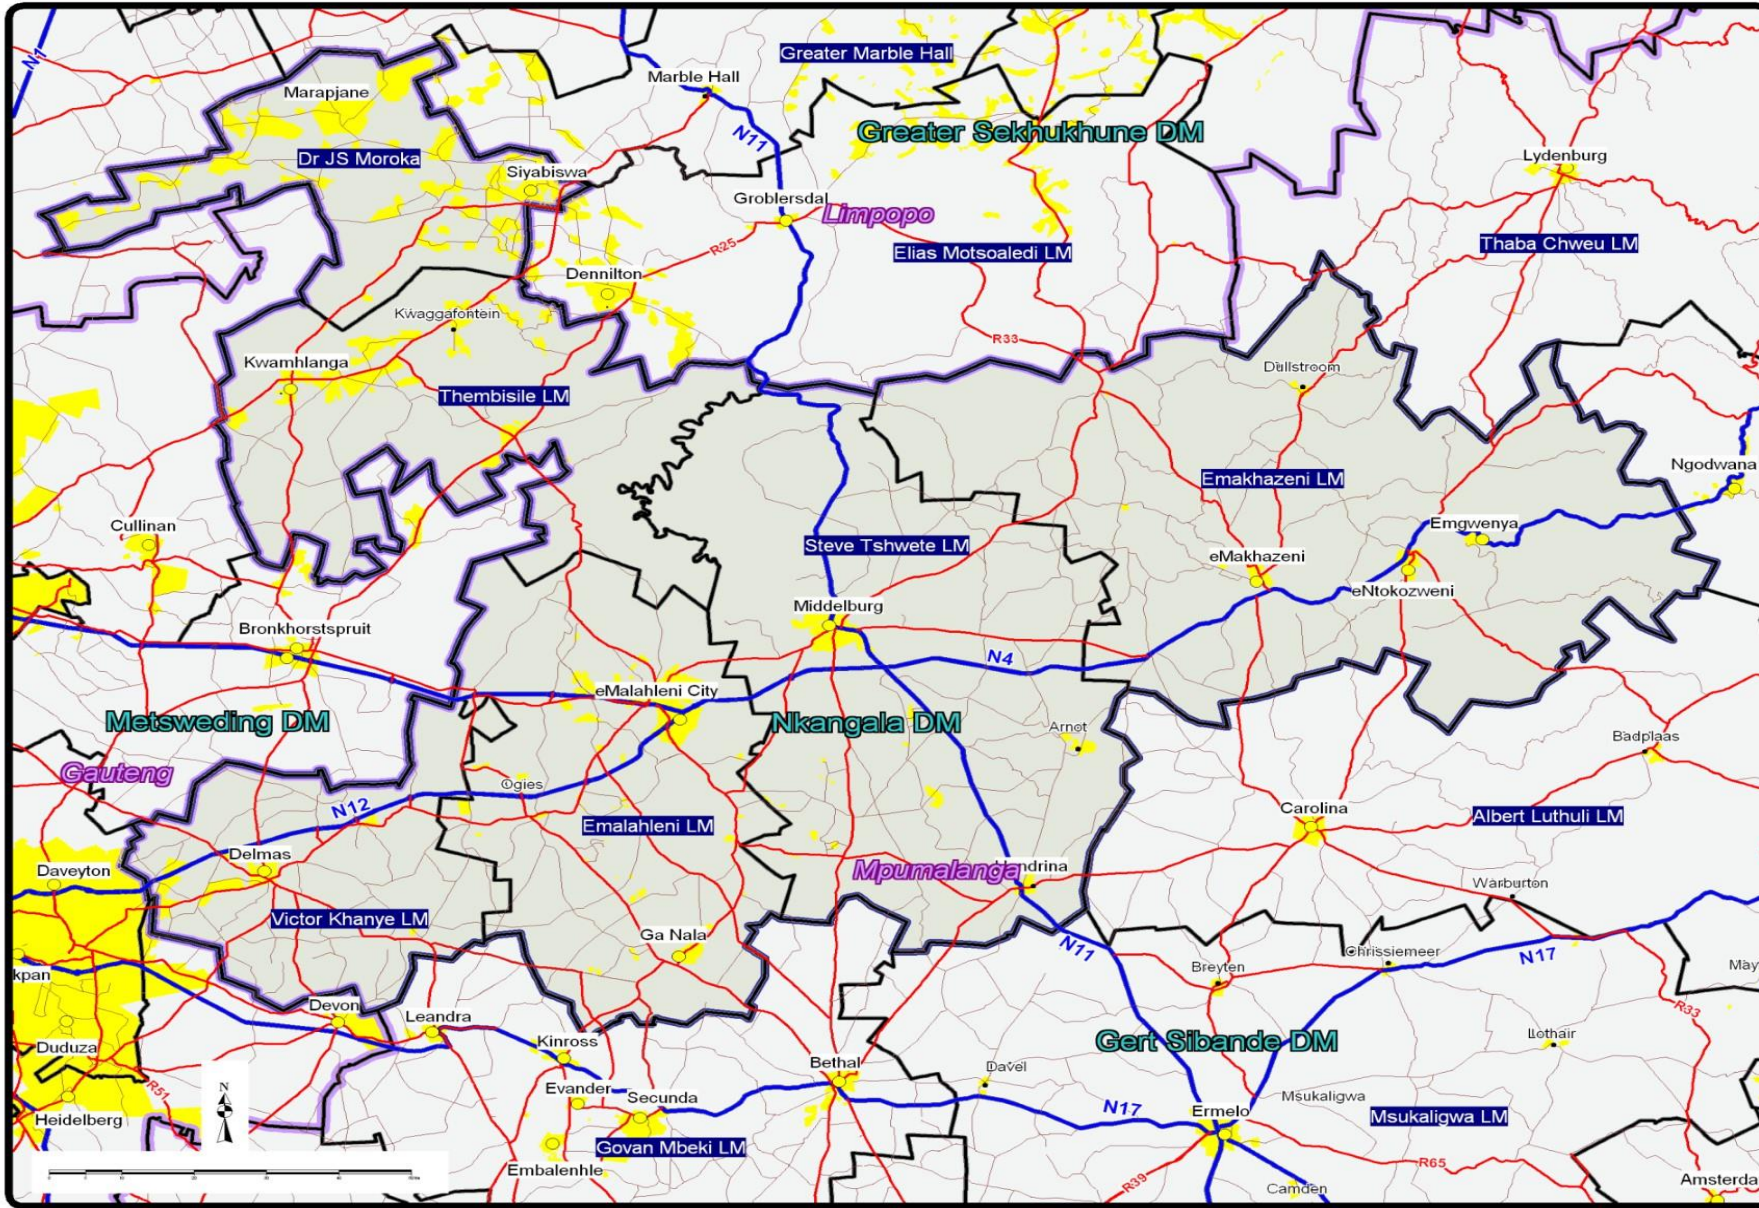 N1
Greater Marble Hall
Marble Hall
Marapjane
N11
Greater Sekhukhune DM
Dr JS Moroka
Siyabiswa
Lydenburg
Groblersdal
Limpopo
R25
Elias Motsoaledi LM
Thaba Chweu LM
Dennilton
Kwaggafontein
R33
Kwamhlanga
Dullstroom
Thembisile LM
Ngodwana
Emakhazeni LM
Cullinan
Emgwenya
Steve Tshwete LM
eMakhazeni
eNtokozweni
Middelburg
Bronkhorstspruit
N4
eMalahleni City
Metsweding DM
Nkangala DM
Arnot
Badplaas
Gauteng
Ogies
N12
Carolina
Albert Luthuli LM
Emalahleni LM
Delmas
Daveyton
Mpumalanga
ndrina
Warburton
Victor Khanye LM
Ga Nala
N11
Chrissiemeer
N17
kpan
Breyten
May
Devon
Leandra
R33
Kinross
Gert Sibande DM
Lothair
Duduza
Bethal
Davel
R51
N
Evander
Secunda
N17
Msukaligwa
Ermelo
Msukaligwa LM
Heidelberg
Govan Mbeki LM
Embalenhle
R65
R39
Camden
Amsterda